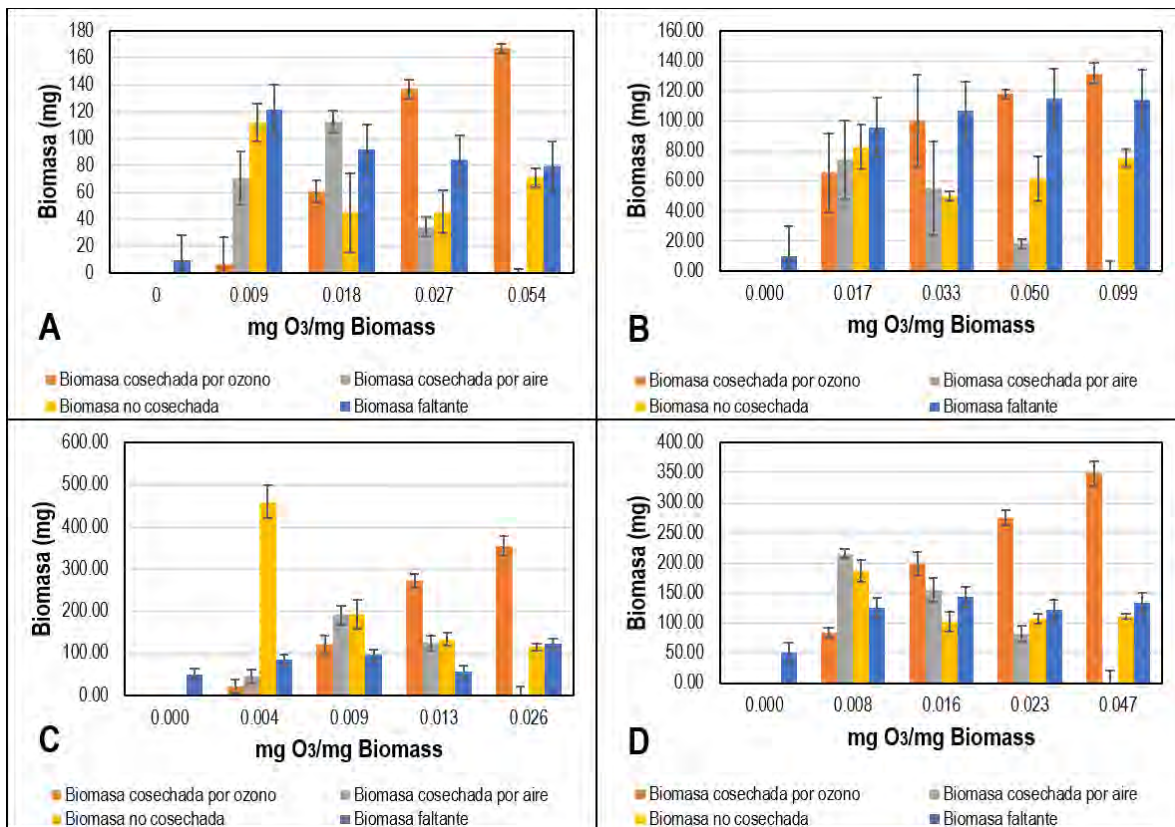 180
160
140
120
100
80
60
40
20
0
Biomasa (mg)
0 0.009 0.018 0.027 0.054
mg O3/mg Biomass
A
Biomasa cosechada por ozono Biomasa cosechada por aire
Biomasa no cosechada Biomasa faltante
160.00
140.00
120.00
100.00
80.00
60.00
40.00
20.00
0.00
Biomasa (mg)
0.000 0.017 0.033 0.050 0.099
mg O3/mg Biomass
B
Biomasa cosechada por ozono Biomasa cosechada por aire
Biomasa no cosechada Biomasa faltante
600.00
500.00
400.00
300.00
200.00
100.00
0.00
Biomasa (mg)
0.000 0.004 0.009 0.013 0.026
mg O3/mg Biomass
C
Biomasa cosechada por ozono Biomasa cosechada por aire
Biomasa no cosechada Biomasa faltante
400.00
350.00
300.00
250.00
200.00
150.00
100.00
50.00
0.00
Biomasa (mg)
0.000 0.008 0.016 0.023 0.047
mg O3/mg Biomass
D
Biomasa cosechada por ozono Biomasa cosechada por aire
Biomasa no cosechada Biomasa faltante